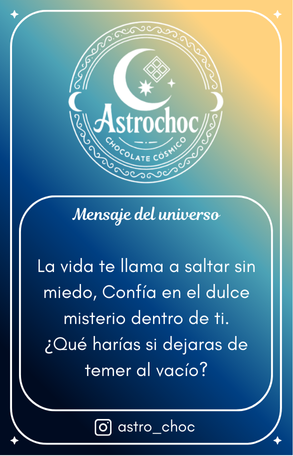 Astrochoc
CHOCOLATE CÓSMICO
Mensaje del universo
La vida te llama a saltar sin
miedo, Confía en el dulce
misterio dentro de ti.
¿Qué harías si dejaras de
temer al vacío?
astro_choc